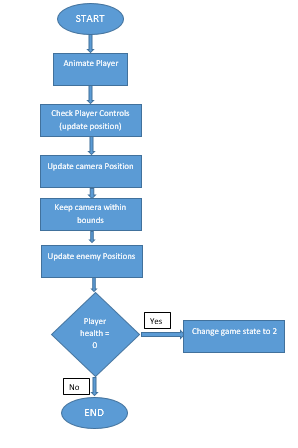 START
Animate Player
Check Player Controls
(update position)
Update camera Position
Keep camera within
bounds
Update enemy Positions
Player
health =
0
Yes
Change game state to 2
No
END